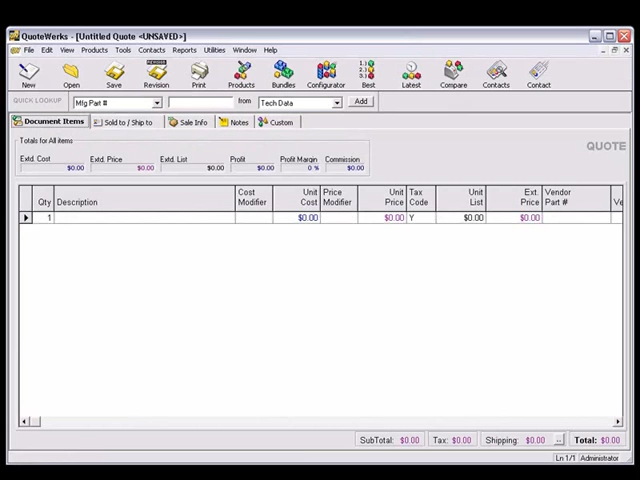 QuoteWerks - [Untitled Quote <UNSAVED>]
File Edit View Products Tools Contacts Reports Utilities Window Help
New Open Save Revision Print Products Bundles Configurator Best Latest Compare Contacts Contact
QUICK LOOKUP Mfg Part # from Tech Data Add
Document Items Sold to / Ship to Sale Info Notes Custom
Totals for All items
QUOTE
Extd. Cost Extd. Price Extd. List Profit Profit Margin Commission
$0.00 $0.00 $0.00 $0.00 0 % $0.00
Qty Description Cost Modifier Unit Cost Price Modifier Unit Price Tax Code Unit List Ext. Price Vendor Part # Ve
1 $0.00 $0.00 Y $0.00 $0.00
SubTotal: $0.00 Tax: $0.00 Shipping: $0.00 ... Total: $0.00
Ln 1/1 Administrator